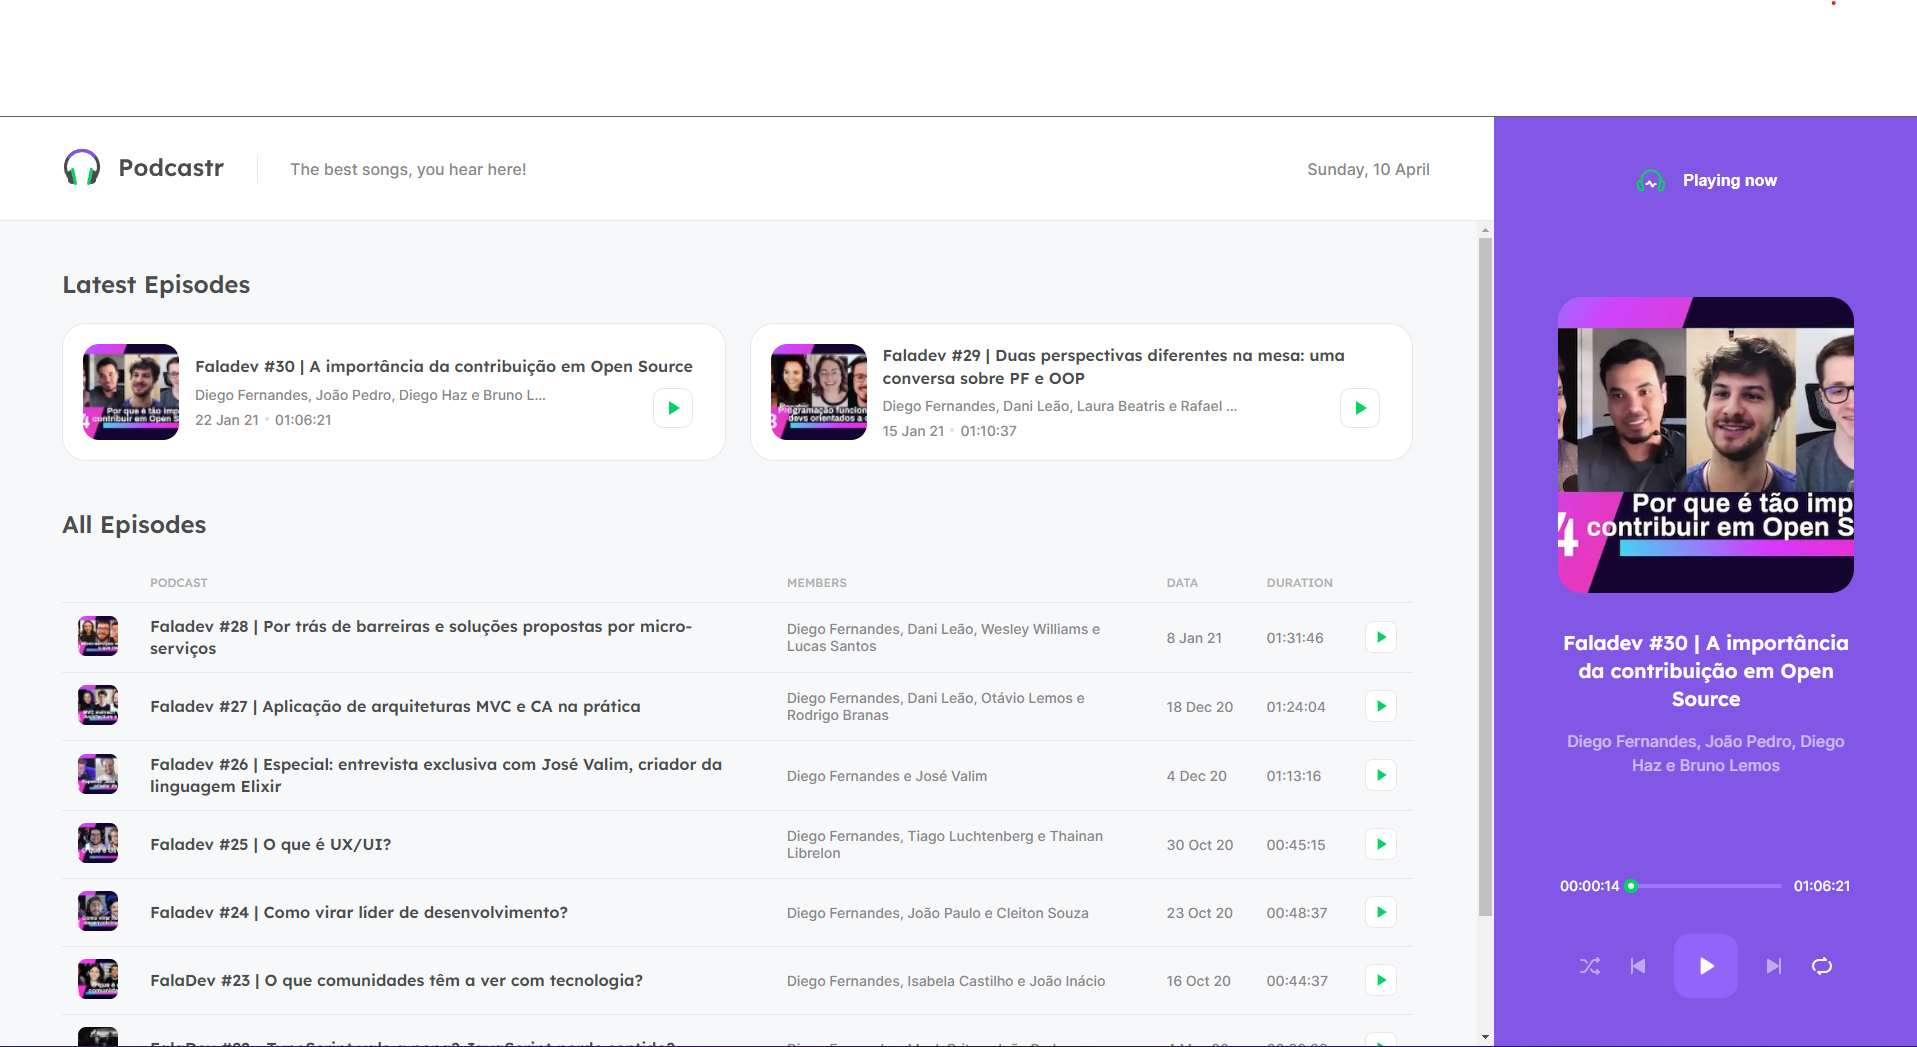 Podcastr
The best songs, you hear here!
Sunday, 10 April
Latest Episodes
Faladev #30 | A importância da contribuição em Open Source
Diego Fernandes, João Pedro, Diego Haz e Bruno L...
22 Jan 21 • 01:06:21
Por que é tão imp
4 contribuir em Open S
Faladev #29 | Duas perspectivas diferentes na mesa: uma
conversa sobre PF e OOP
Diego Fernandes, Dani Leão, Laura Beatris e Rafael ...
15 Jan 21 • 01:10:37
Programação funcion
devs orientados a
All Episodes
PODCAST MEMBERS DATA DURATION
Faladev #28 | Por trás de barreiras e soluções propostas por micro-
serviços
Diego Fernandes, Dani Leão, Wesley Williams e
Lucas Santos
8 Jan 21
01:31:46
Faladev #27 | Aplicação de arquiteturas MVC e CA na prática
Diego Fernandes, Dani Leão, Otávio Lemos e
Rodrigo Branas
18 Dec 20
01:24:04
Faladev #26 | Especial: entrevista exclusiva com José Valim, criador da
linguagem Elixir
Diego Fernandes e José Valim
4 Dec 20
01:13:16
Faladev #25 | O que é UX/UI?
Diego Fernandes, Tiago Luchtenberg e Thainan
Librelon
30 Oct 20
00:45:15
Faladev #24 | Como virar líder de desenvolvimento?
Diego Fernandes, João Paulo e Cleiton Souza
23 Oct 20
00:48:37
FalaDev #23 | O que comunidades têm a ver com tecnologia?
Diego Fernandes, Isabela Castilho e João Inácio
16 Oct 20
00:44:37
Playing now
Por que é tão imp
4 contribuir em Open S
Faladev #30 | A importância
da contribuição em Open
Source
Diego Fernandes, João Pedro, Diego
Haz e Bruno Lemos
00:00:14
01:06:21